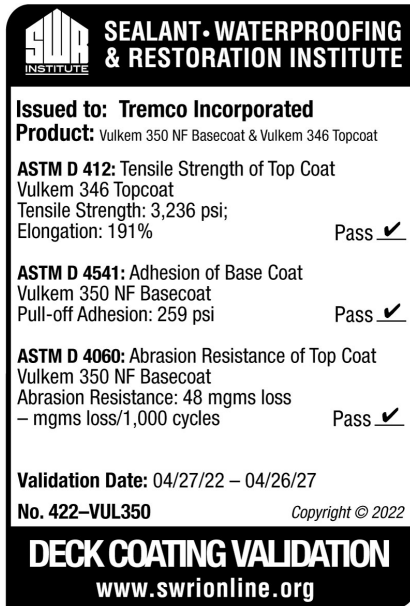 SWR
INSTITUTE
SEALANT • WATERPROOFING
& RESTORATION INSTITUTE
Issued to: Tremco Incorporated
Product: Vulkem 350 NF Basecoat & Vulkem 346 Topcoat
ASTM D 412: Tensile Strength of Top Coat
Vulkem 346 Topcoat
Tensile Strength: 3,236 psi;
Elongation: 191%
Pass ✔
ASTM D 4541: Adhesion of Base Coat
Vulkem 350 NF Basecoat
Pull-off Adhesion: 259 psi
Pass ✔
ASTM D 4060: Abrasion Resistance of Top Coat
Vulkem 350 NF Basecoat
Abrasion Resistance: 48 mgms loss
– mgms loss/1,000 cycles
Pass ✔
Validation Date: 04/27/22 – 04/26/27
No. 422–VUL350
Copyright © 2022
DECK COATING VALIDATION
www.swrionline.org